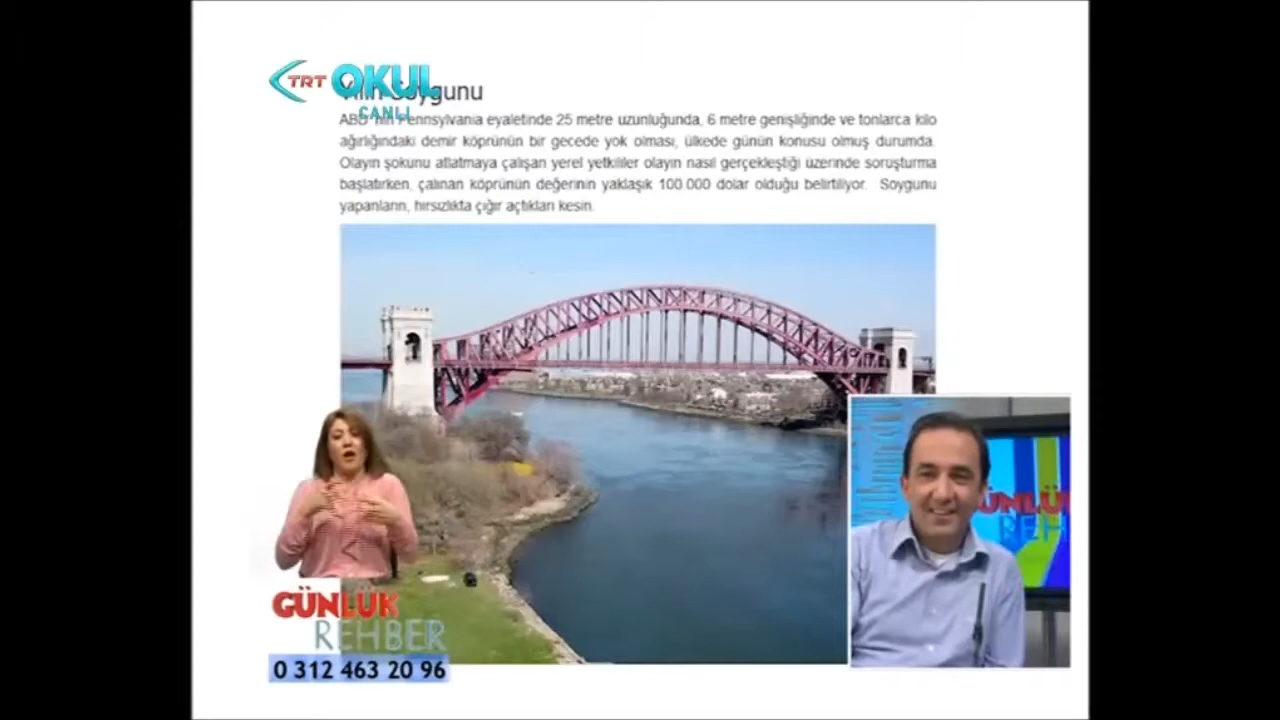 TRT OKUL
CANLI
Yılın Soygunu
ABD'nin Pennsylvania eyaletinde 25 metre uzunluğunda, 6 metre genişliğinde ve tonlarca kilo
ağırlığındaki demir köprünün bir gecede yok olması, ülkede günün konusu olmuş durumda.
Olayın şokunu atlatmaya çalışan yerel yetkililer olayın nasıl gerçekleştiği üzerinde soruşturma
başlatırken, çalınan köprünün değerinin yaklaşık 100.000 dolar olduğu belirtiliyor. Soygunu
yapanların, hırsızlıkta çığır açtıkları kesin.
GÜNLÜK
REH
GÜNLÜK
REHBER
0 312 463 20 96